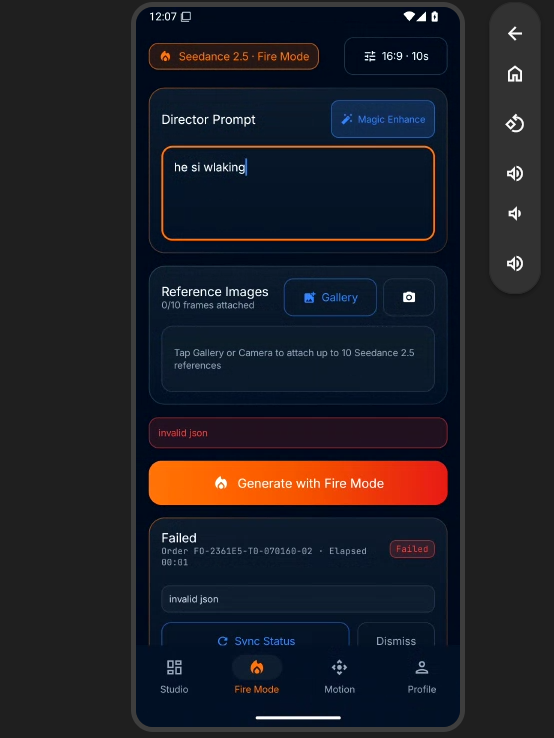 12:07
Seedance 2.5 · Fire Mode
16:9 · 10s
Director Prompt
Magic Enhance
he si wlaking
Reference Images
0/10 frames attached
Gallery
Tap Gallery or Camera to attach up to 10 Seedance 2.5
references
invalid json
Generate with Fire Mode
Failed
Order FO-2361E5-T0-070160-02 · Elapsed
00:01
Failed
invalid json
Sync Status
Dismiss
Studio
Fire Mode
Motion
Profile